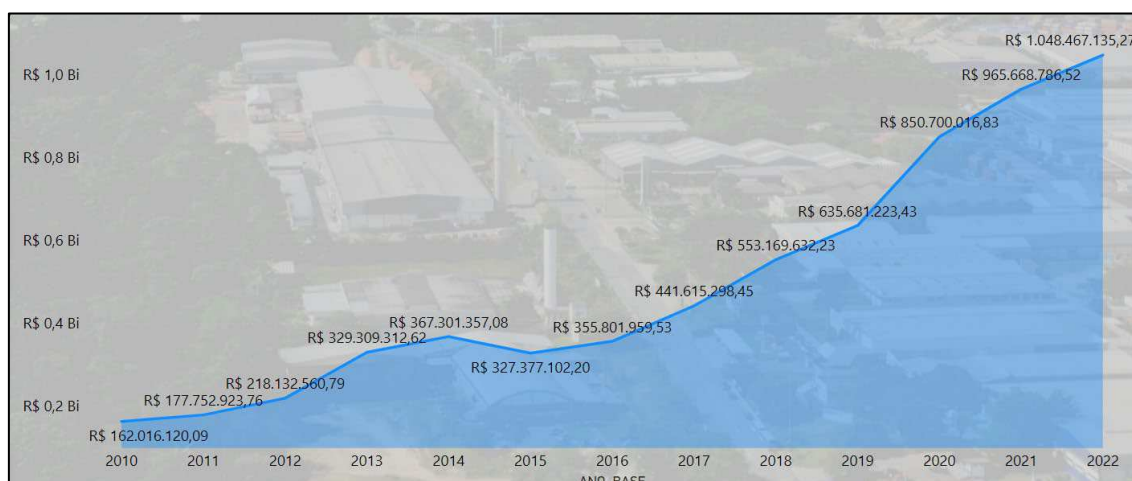 R$ 1.048.467.135,27
R$ 1,0 Bi
R$ 965.668.786,52
R$ 850.700.016,83
R$ 0,8 Bi
R$ 635.681.223,43
R$ 0,6 Bi
R$ 553.169.632,23
R$ 441.615.298,45
R$ 0,4 Bi
R$ 367.301.357,08
R$ 329.309.312,62
R$ 355.801.959,53
R$ 327.377.102,20
R$ 218.132.560,79
R$ 0,2 Bi
R$ 177.752.923,76
R$ 162.016.120,09
2010 2011 2012 2013 2014 2015 2016 2017 2018 2019 2020 2021 2022